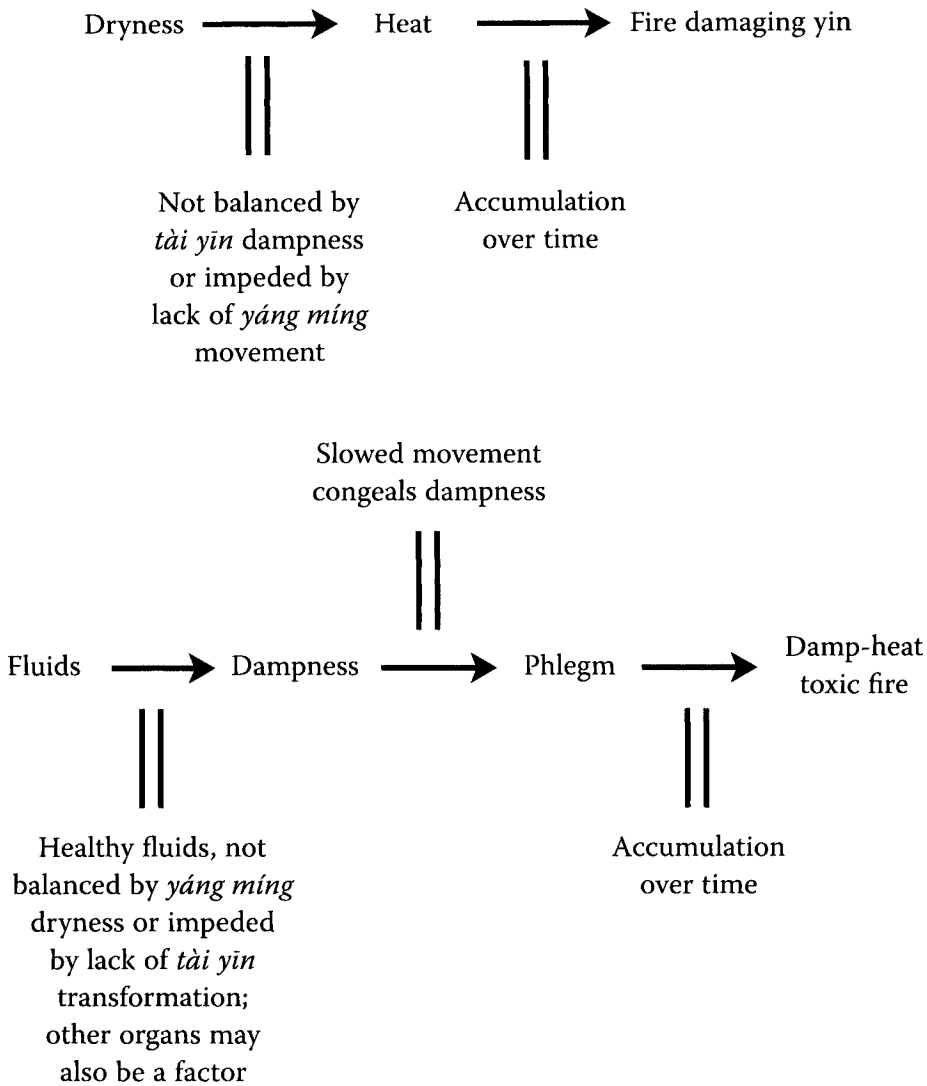 Dryness Heat Fire damaging yin
Not balanced by
tài yīn dampness
or impeded by
lack of yáng míng
movement
Accumulation
over time
Slowed movement
congeals dampness
Fluids Dampness Phlegm Damp-heat
toxic fire
Healthy fluids, not
balanced by yáng míng
dryness or impeded
by lack of tài yīn
transformation;
other organs may
also be a factor
Accumulation
over time